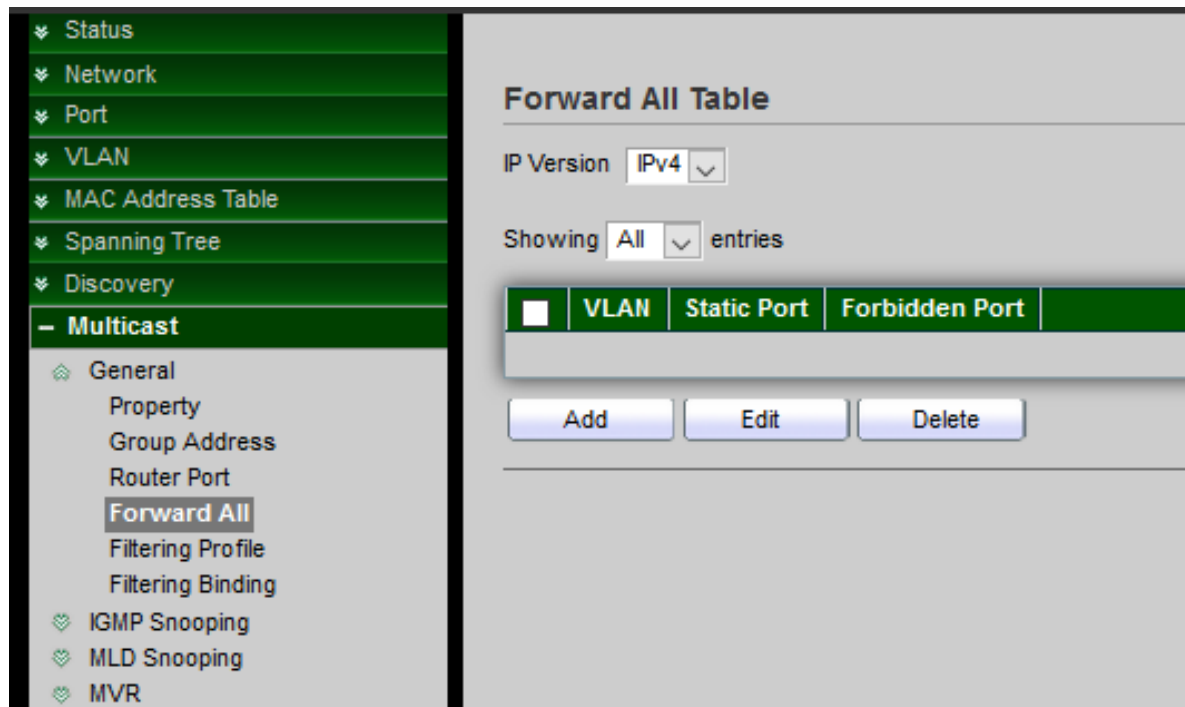 Status
Network
Port
VLAN
MAC Address Table
Spanning Tree
Discovery
Multicast
General
Property
Group Address
Router Port
Forward All
Filtering Profile
Filtering Binding
IGMP Snooping
MLD Snooping
MVR
Forward All Table
IP Version IPv4
Showing All entries
VLAN Static Port Forbidden Port
Add Edit Delete